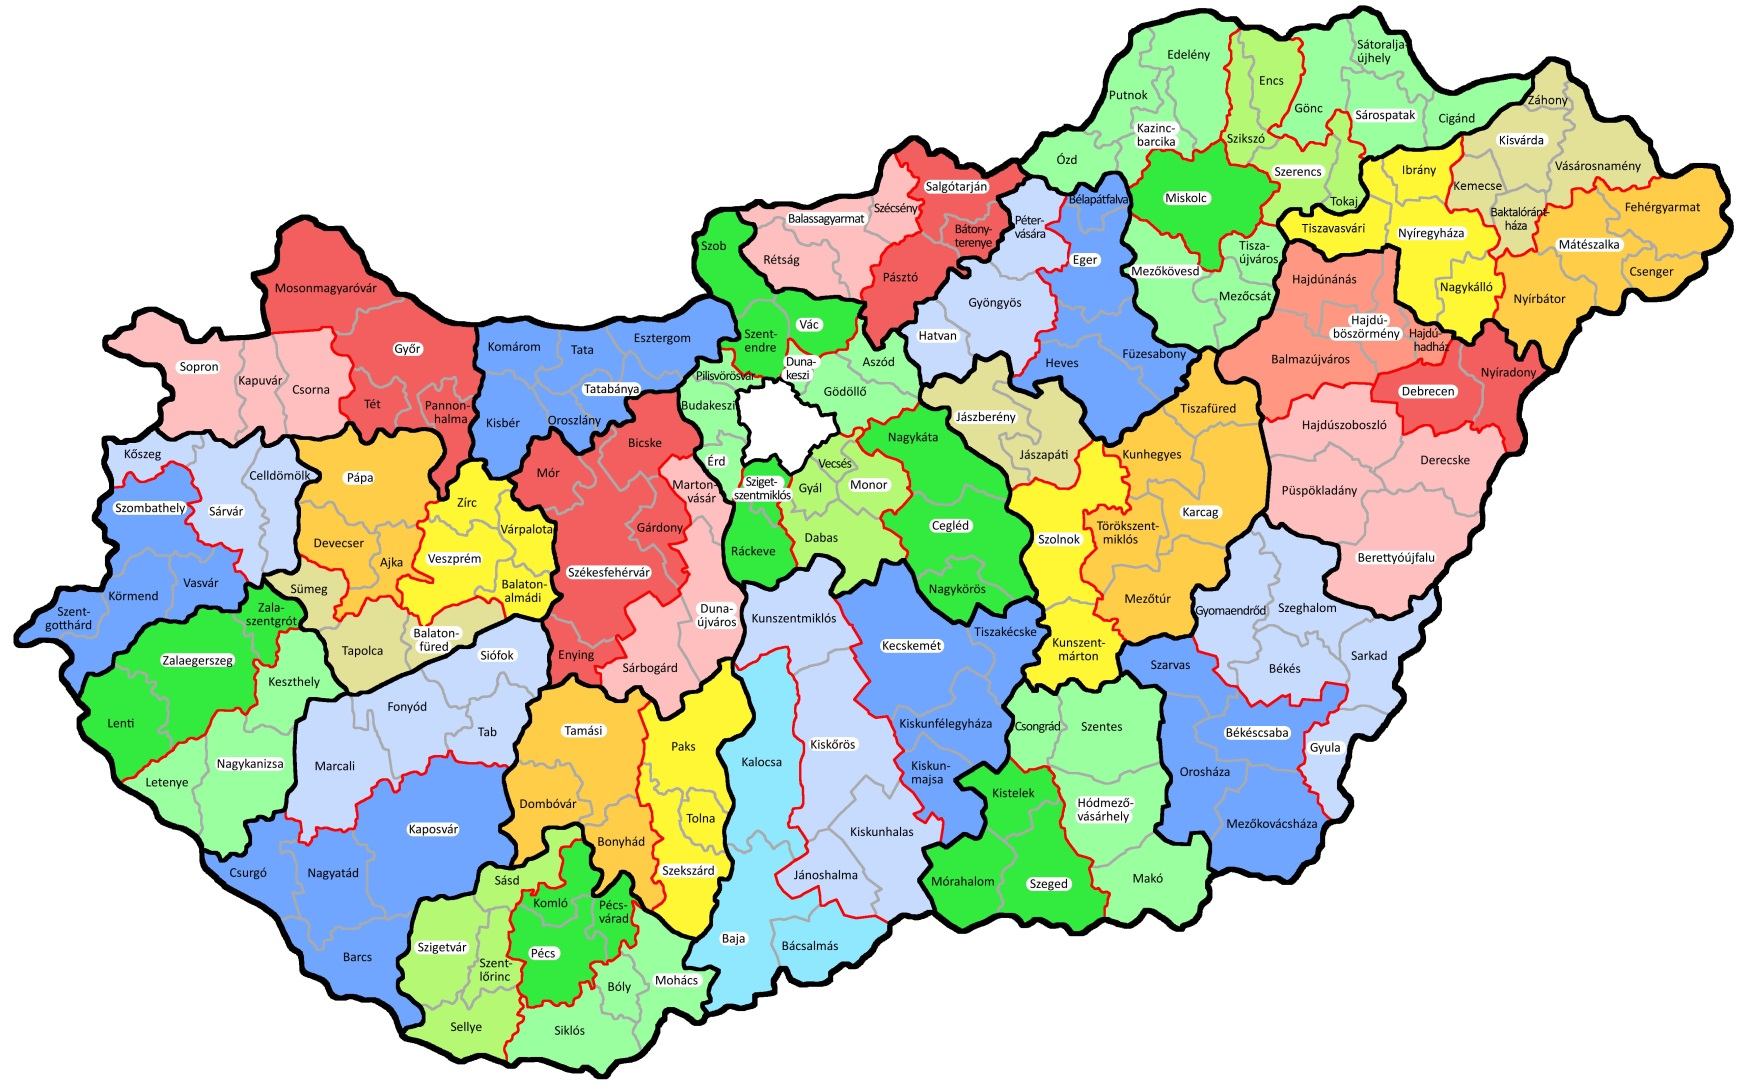 Edelény
Sátoralja-
újhely
Encs
Putnok
Gönc
Záhony
Sárospatak
Cigánd
Kazinc-
barcika
Szikszó
Kisvárda
Ózd
Szerencs
Ibrány
Vásárosnamény
Kemecse
Salgótarján
Bélapátfalva
Miskolc
Tokaj
Fehérgyarmat
Szécsény
Balassagyarmat
Péter-
vására
Baktalóránt-
háza
Tiszavasvári
Nyíregyháza
Bátony-
terenye
Szob
Mátészalka
Tisza-
újváros
Rétság
Eger
Mezőkövesd
Csenger
Pásztó
Hajdúnánás
Mosonmagyaróvár
Nagykálló
Mezőcsát
Nyírbátor
Gyöngyös
Vác
Hajdú-
böszörmény
Szent-
endre
Hatvan
Hajdú-
hadház
Esztergom
Komárom
Tata
Győr
Füzesabony
Balmazújváros
Aszód
Heves
Duna-
keszi
Sopron
Nyíradony
Pilisvörösvár
Kapuvár
Csorna
Tatabánya
Gödöllő
Debrecen
Tét
Pannon-
halma
Budakeszi
Tiszafüred
Kisbér
Oroszlány
Jászberény
Hajdúszoboszló
Nagykáta
Bicske
Kőszeg
Jászapáti
Kunhegyes
Derecske
Érd
Vecsés
Mór
Celldömölk
Pápa
Marton-
vásár
Sziget-
szentmiklós
Gyál
Monor
Püspökladány
Zirc
Szombathely
Sárvár
Karcag
Gárdony
Várpalota
Cegléd
Törökszent-
miklós
Devecser
Dabas
Szolnok
Ráckeve
Veszprém
Ajka
Berettyóújfalu
Székesfehérvár
Vasvár
Sümeg
Balaton-
almádi
Nagykőrös
Körmend
Mezőtúr
Szent-
gotthárd
Zala-
szentgrót
Duna-
újváros
Kunszentmiklós
Gyomaendrőd
Szeghalom
Tiszakécske
Balaton-
füred
Kecskemét
Kunszent-
márton
Tapolca
Siófok
Enying
Sarkad
Zalaegerszeg
Szarvas
Békés
Sárbogárd
Keszthely
Fonyód
Lenti
Kiskunfélegyháza
Csongrád
Szentes
Tamási
Tab
Békéscsaba
Paks
Kiskőrös
Gyula
Marcali
Nagykanizsa
Kalocsa
Kiskun-
majsa
Orosháza
Letenye
Kistelek
Dombóvár
Hódmező-
vásárhely
Tolna
Kaposvár
Kiskunhalas
Mezőkovácsháza
Bonyhád
Csurgó
Nagyatád
Szekszárd
Jánoshalma
Sásd
Mórahalom
Szeged
Makó
Komló
Pécs-
várad
Baja
Bácsalmás
Szigetvár
Pécs
Barcs
Szent-
lőrinc
Mohács
Bóly
Sellye
Siklós